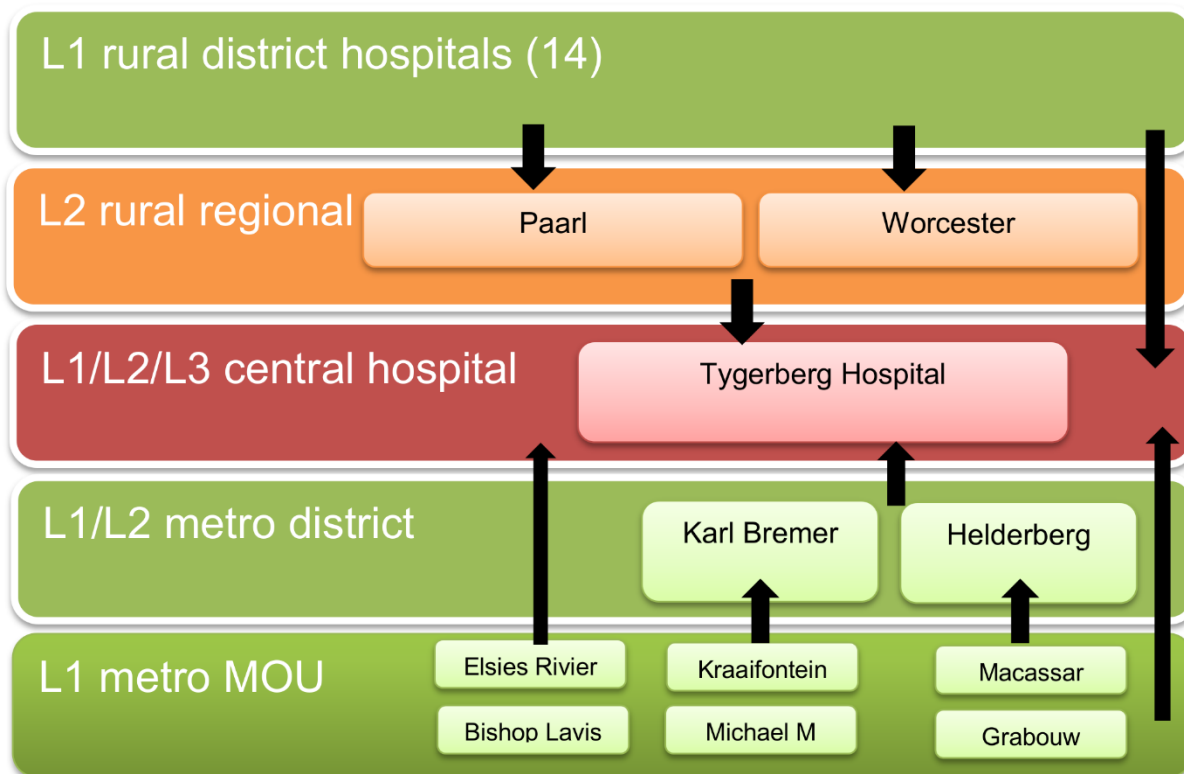 L1 rural district hospitals (14)
L2 rural regional
Paarl
Worcester
L1/L2/L3 central hospital
Tygerberg Hospital
L1/L2 metro district
Karl Bremer
Helderberg
L1 metro MOU
Elsies Rivier
Kraaifontein
Macassar
Bishop Lavis
Michael M
Grabouw